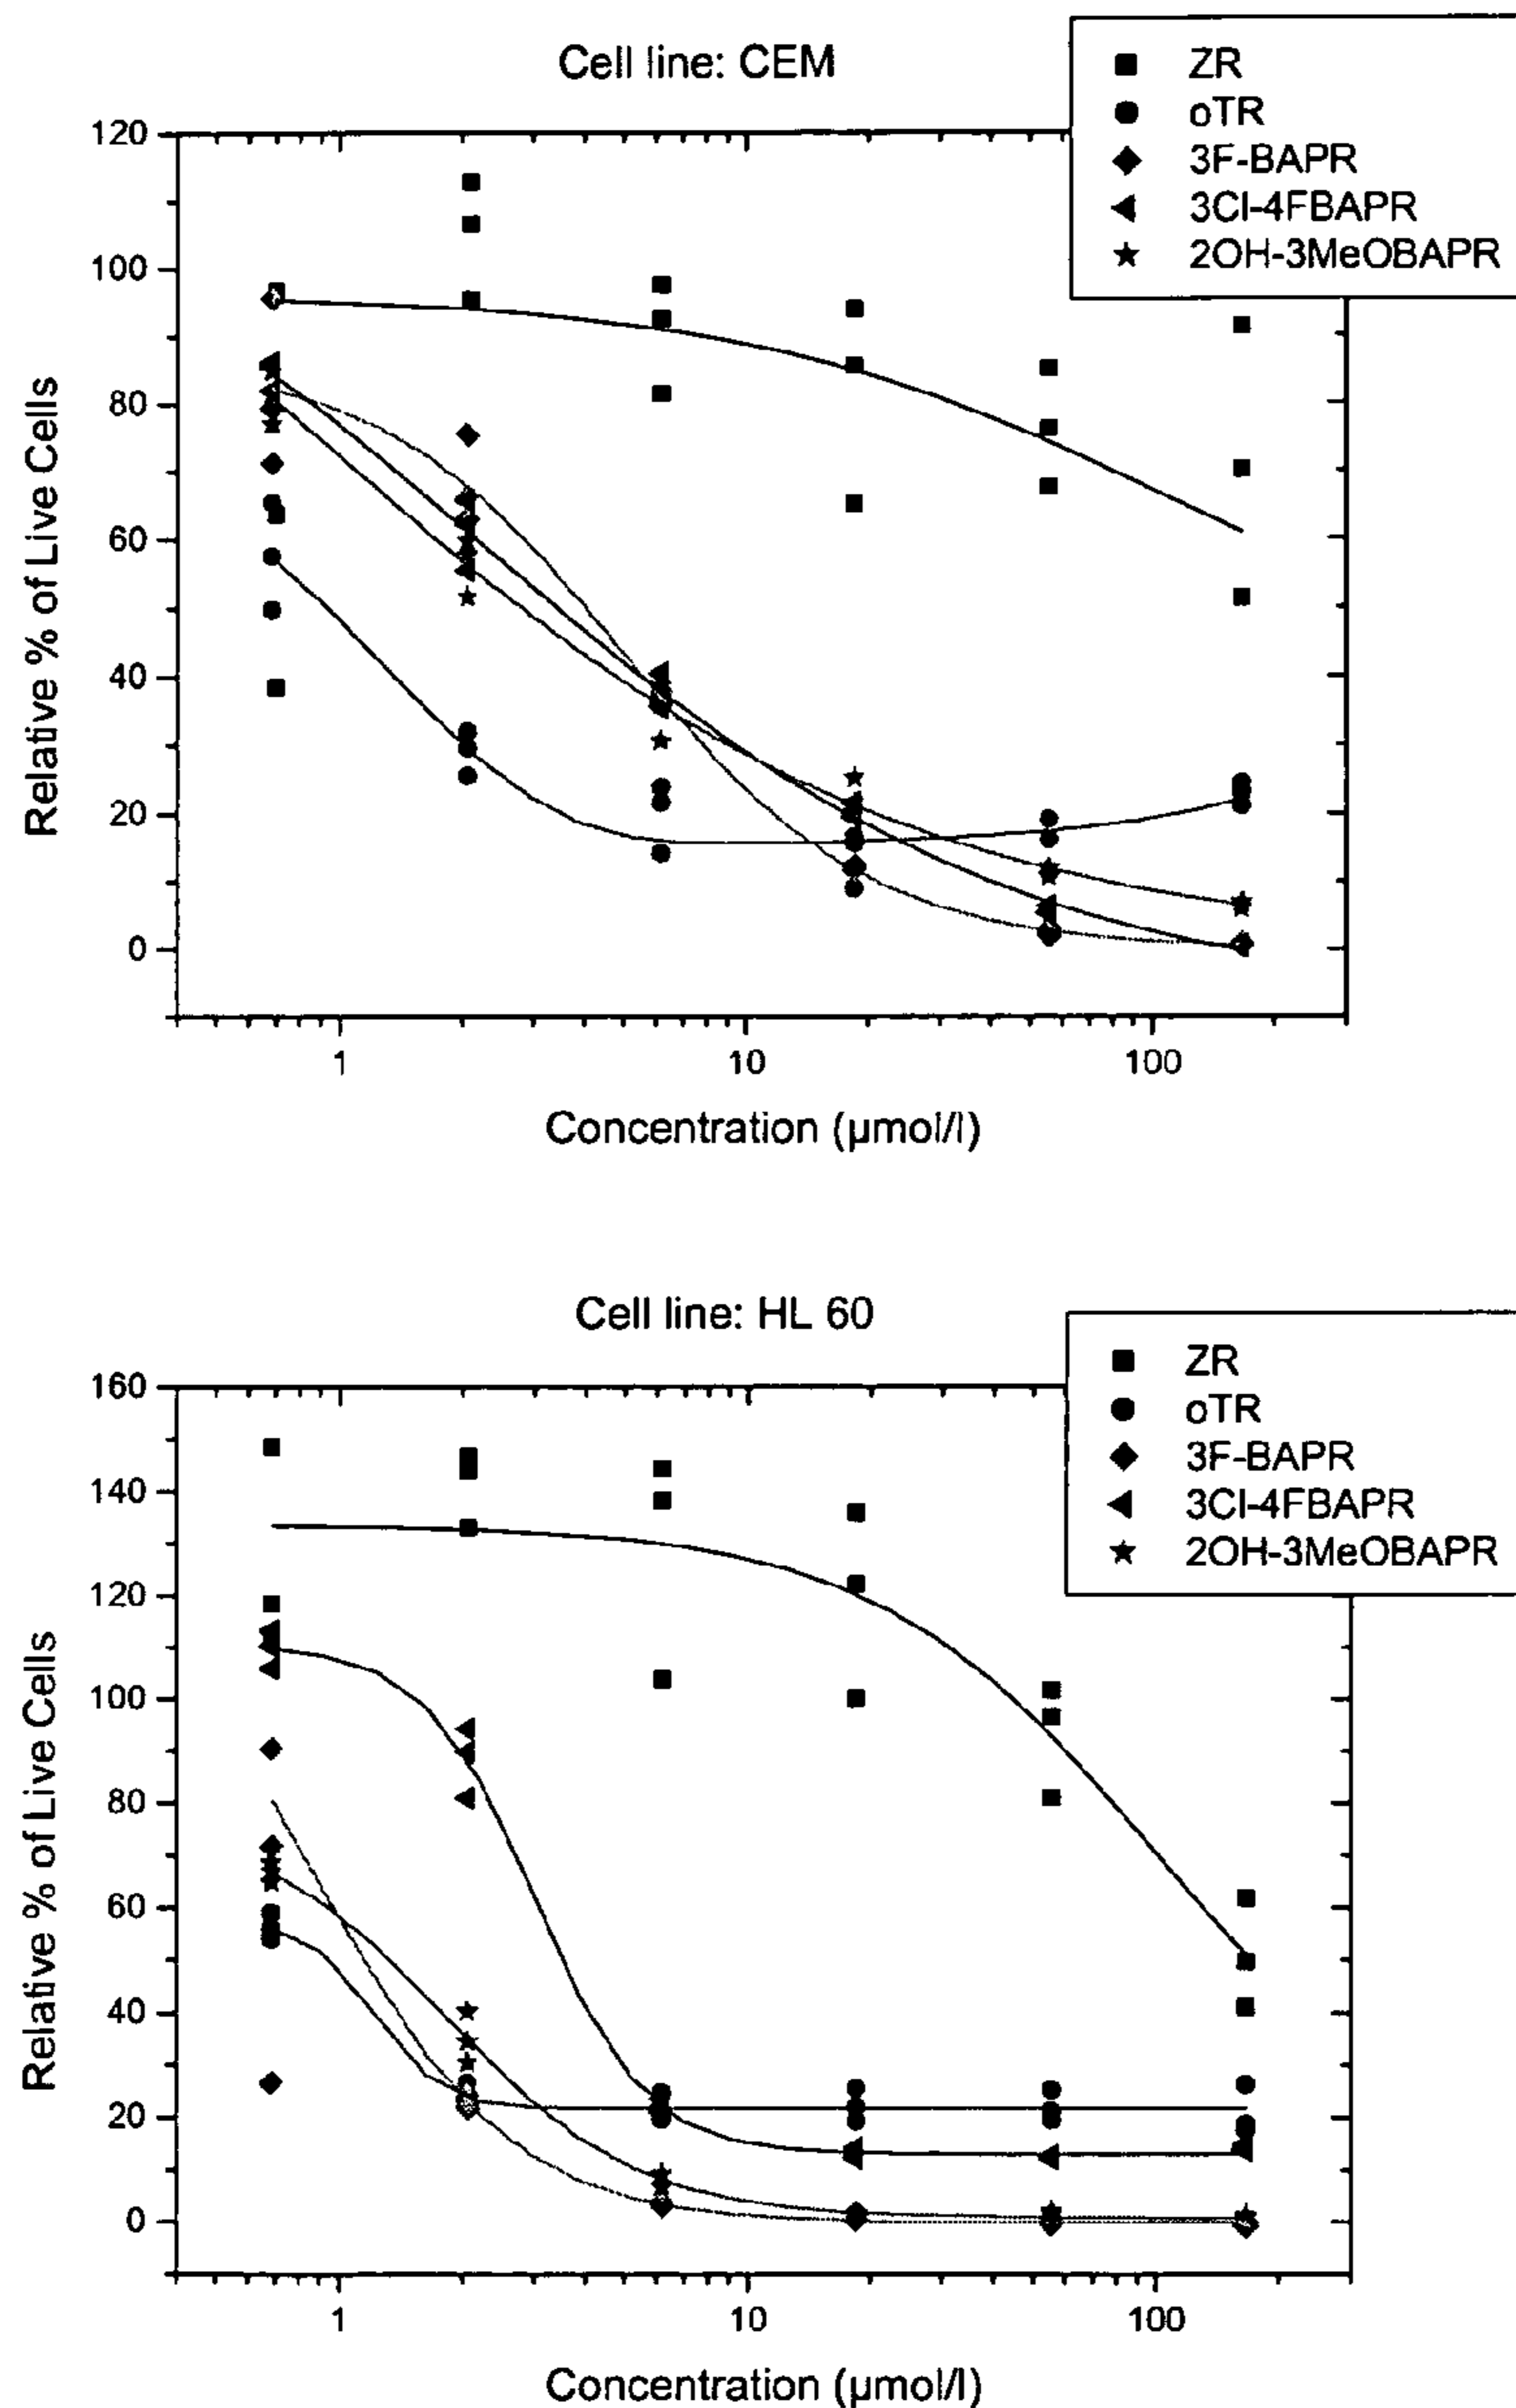 Cell line: CEM
ZR
oTR
3F-BAPR
3Cl-4FBAPR
2OH-3MeOBAPR
120
100
80
60
40
20
0
Relative % of Live Cells
1
10
100
Concentration (µmol/l)
Cell line: HL 60
ZR
oTR
3F-BAPR
3Cl-4FBAPR
2OH-3MeOBAPR
160
140
120
100
80
60
40
20
0
Relative % of Live Cells
1
10
100
Concentration (µmol/l)